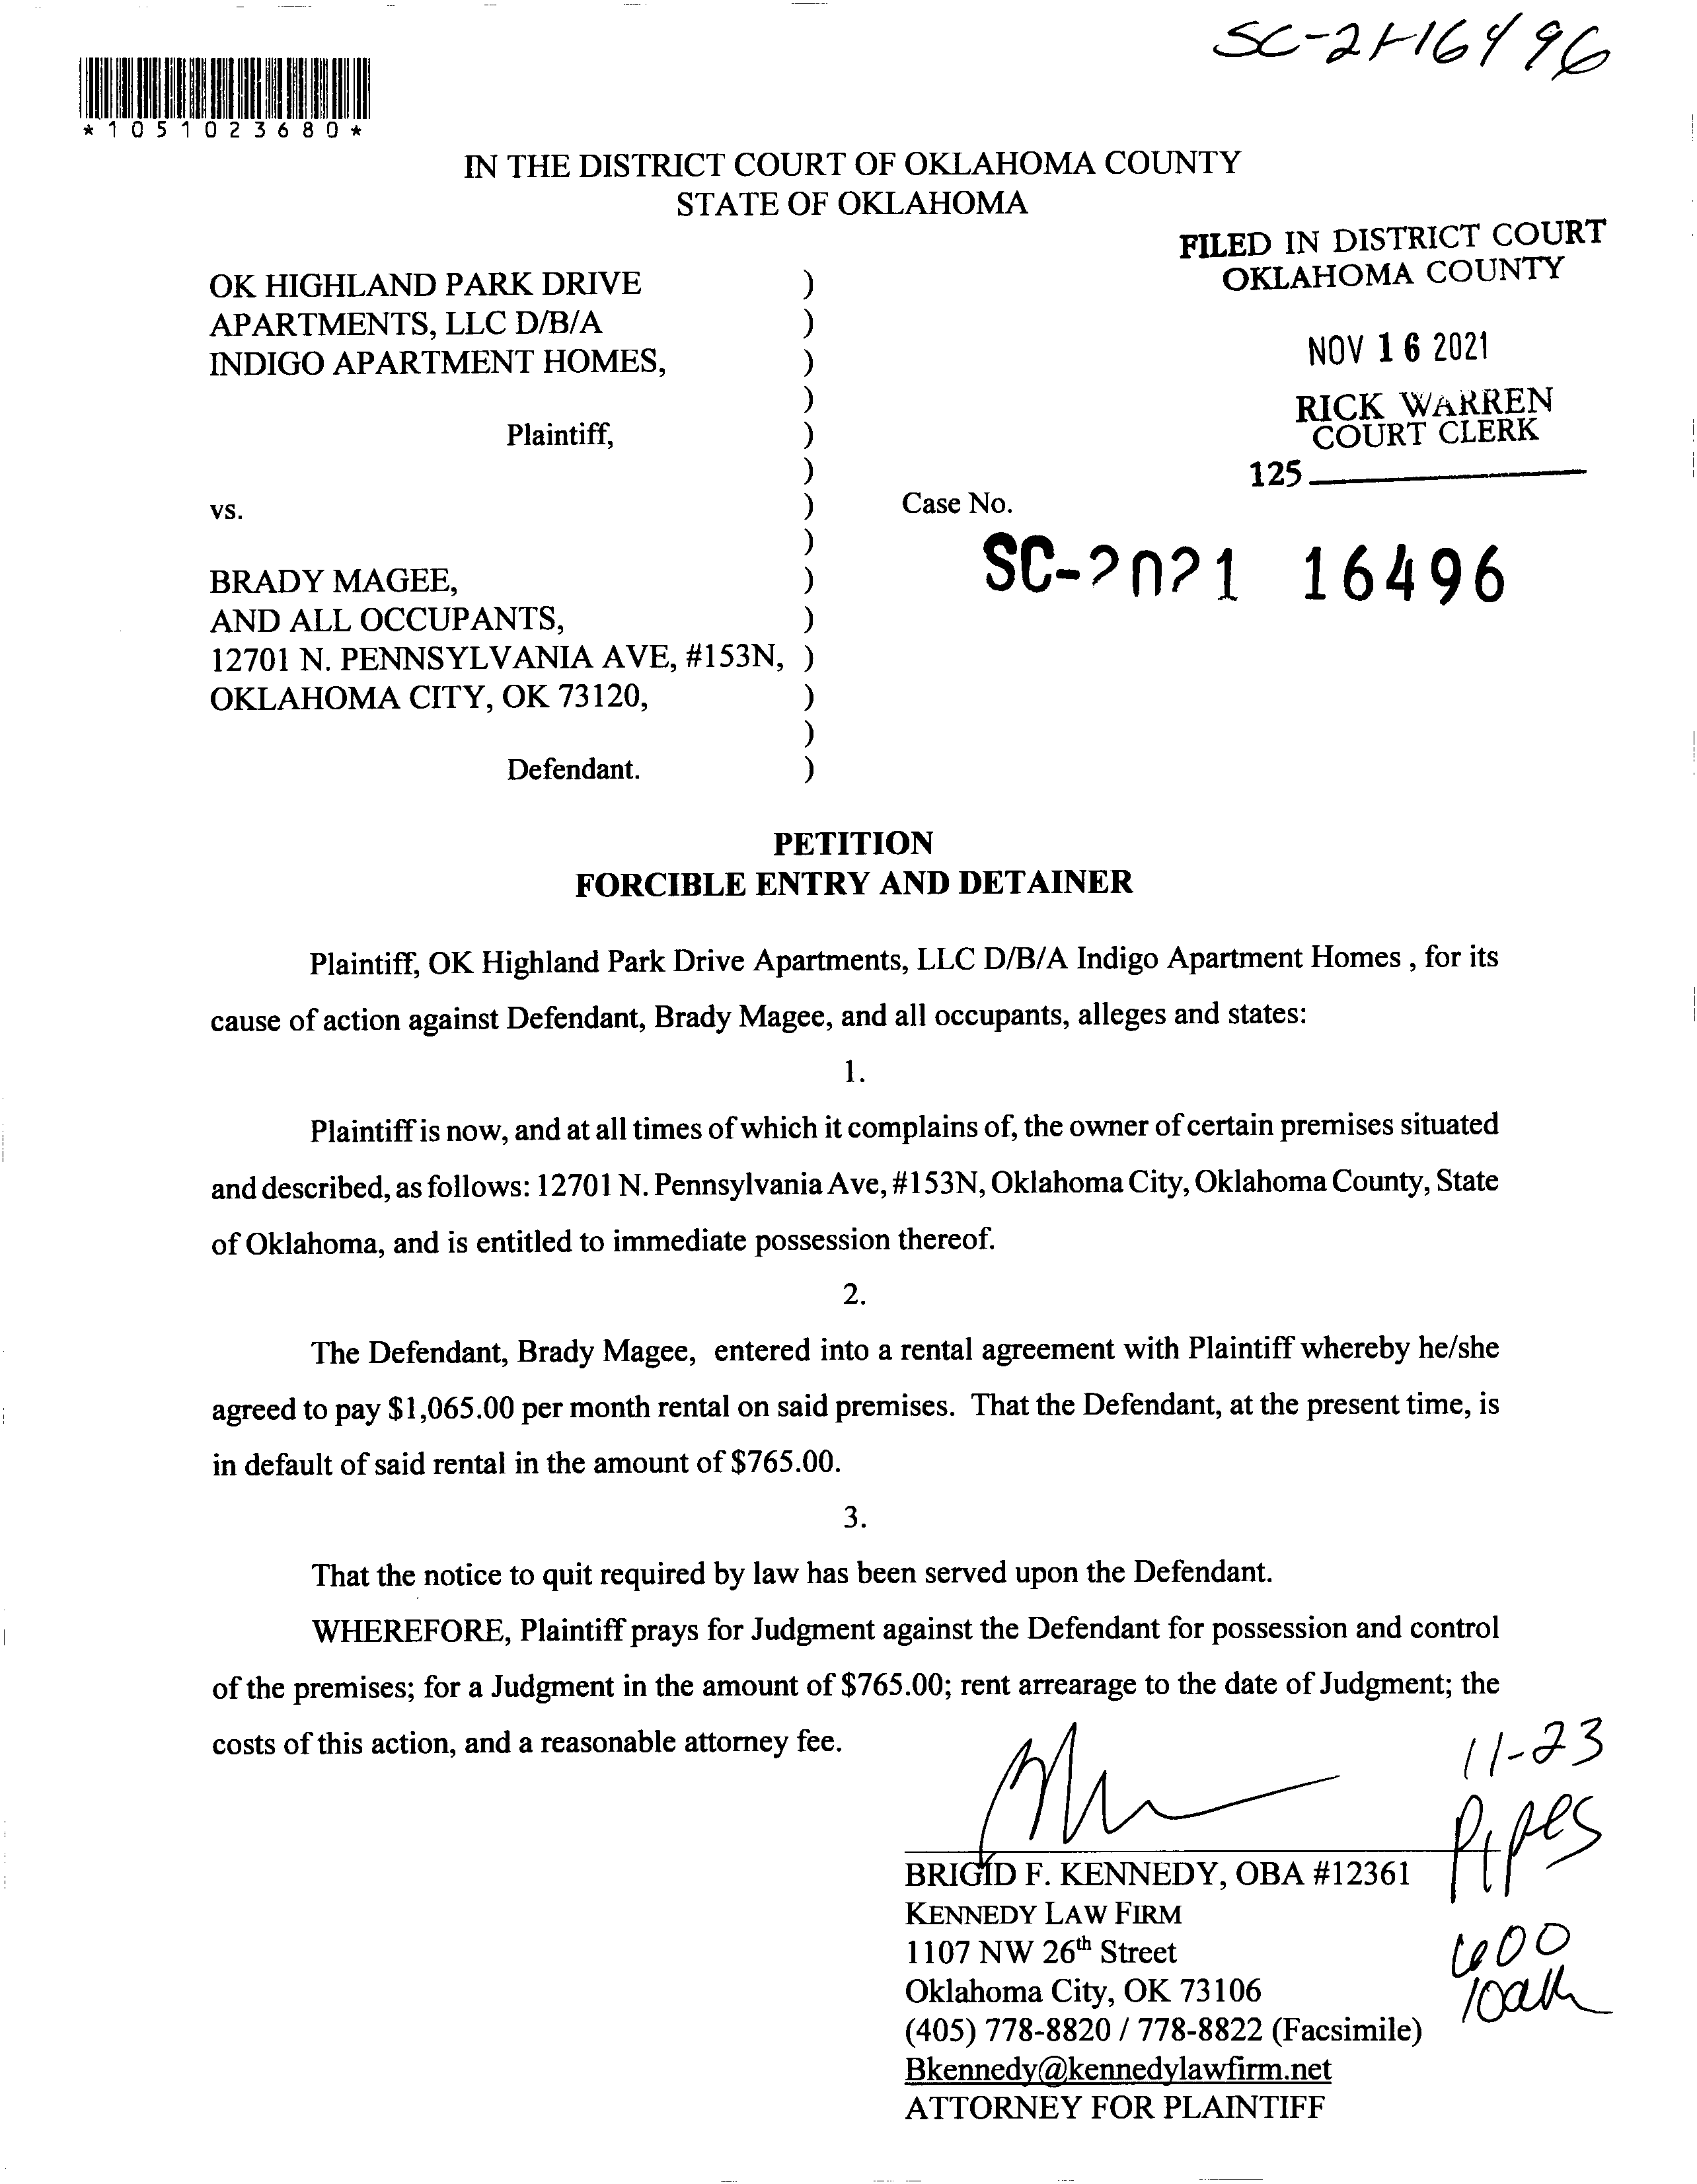 SC-21-16496
*1051023680*
IN THE DISTRICT COURT OF OKLAHOMA COUNTY
STATE OF OKLAHOMA
FILED IN DISTRICT COURT
OKLAHOMA COUNTY
NOV 16 2021
RICK WARREN
COURT CLERK
125
OK HIGHLAND PARK DRIVE )
APARTMENTS, LLC D/B/A )
INDIGO APARTMENT HOMES, )
)
Plaintiff, )
)
vs. ) Case No.
) SC-2021 16496
BRADY MAGEE, )
AND ALL OCCUPANTS, )
12701 N. PENNSYLVANIA AVE, #153N, )
OKLAHOMA CITY, OK 73120, )
)
Defendant. )
PETITION
FORCIBLE ENTRY AND DETAINER
Plaintiff, OK Highland Park Drive Apartments, LLC D/B/A Indigo Apartment Homes , for its
cause of action against Defendant, Brady Magee, and all occupants, alleges and states:
1.
Plaintiff is now, and at all times of which it complains of, the owner of certain premises situated
and described, as follows: 12701 N. Pennsylvania Ave, #153N, Oklahoma City, Oklahoma County, State
of Oklahoma, and is entitled to immediate possession thereof.
2.
The Defendant, Brady Magee, entered into a rental agreement with Plaintiff whereby he/she
agreed to pay $1,065.00 per month rental on said premises. That the Defendant, at the present time, is
in default of said rental in the amount of $765.00.
3.
That the notice to quit required by law has been served upon the Defendant.
WHEREFORE, Plaintiff prays for Judgment against the Defendant for possession and control
of the premises; for a Judgment in the amount of $765.00; rent arrearage to the date of Judgment; the
costs of this action, and a reasonable attorney fee.
11-23
Pipes
600
10am
BRIGID F. KENNEDY, OBA #12361
KENNEDY LAW FIRM
1107 NW 26th Street
Oklahoma City, OK 73106
(405) 778-8820 / 778-8822 (Facsimile)
Bkennedy@kennedylawfirm.net
ATTORNEY FOR PLAINTIFF